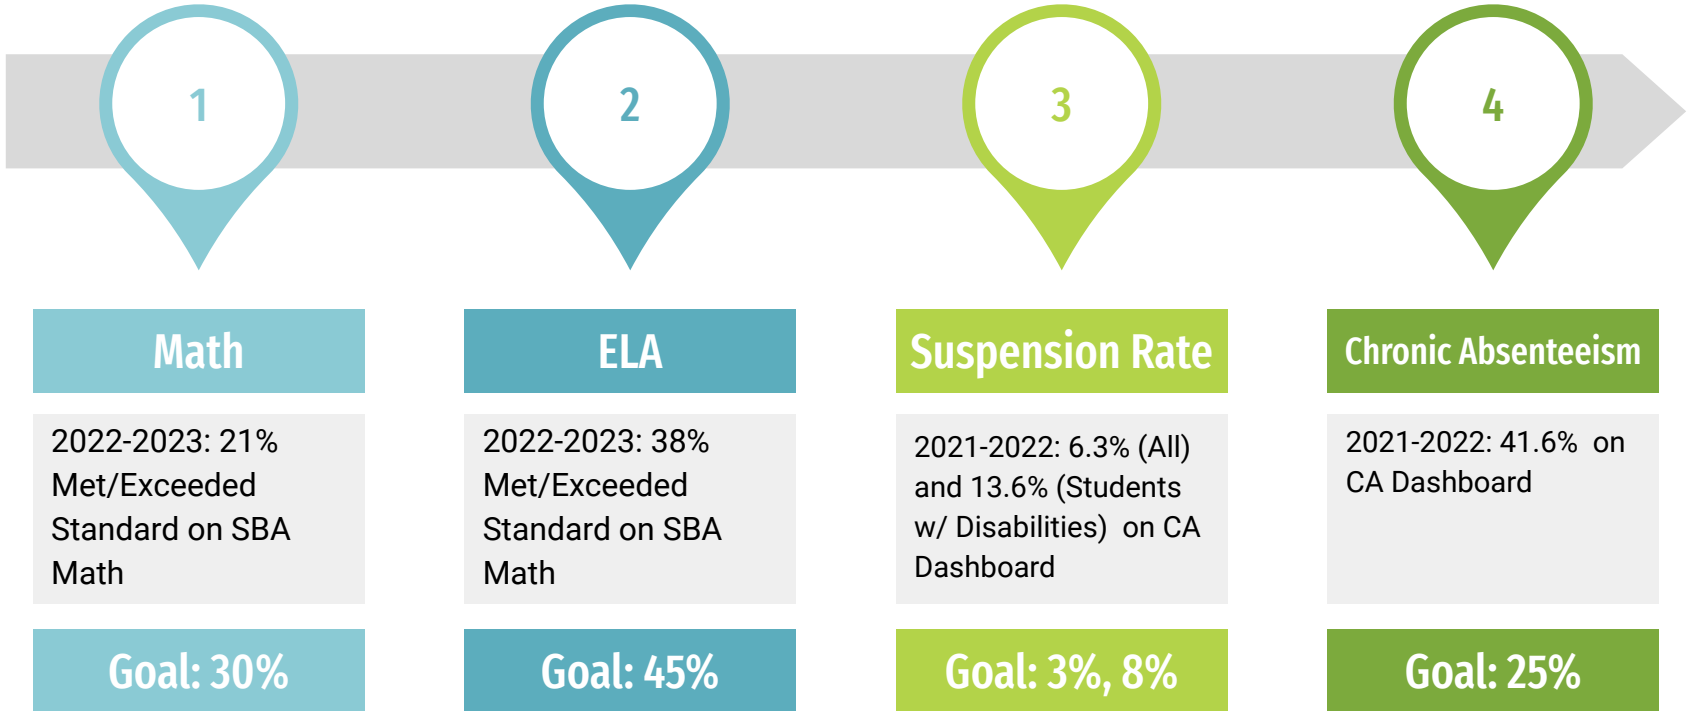 1
2
3
4
Math
2022-2023: 21%
Met/Exceeded
Standard on SBA
Math
Goal: 30%
ELA
2022-2023: 38%
Met/Exceeded
Standard on SBA
Math
Goal: 45%
Suspension Rate
2021-2022: 6.3% (All)
and 13.6% (Students
w/ Disabilities)  on CA
Dashboard
Goal: 3%, 8%
Chronic Absenteeism
2021-2022: 41.6%  on
CA Dashboard
Goal: 25%